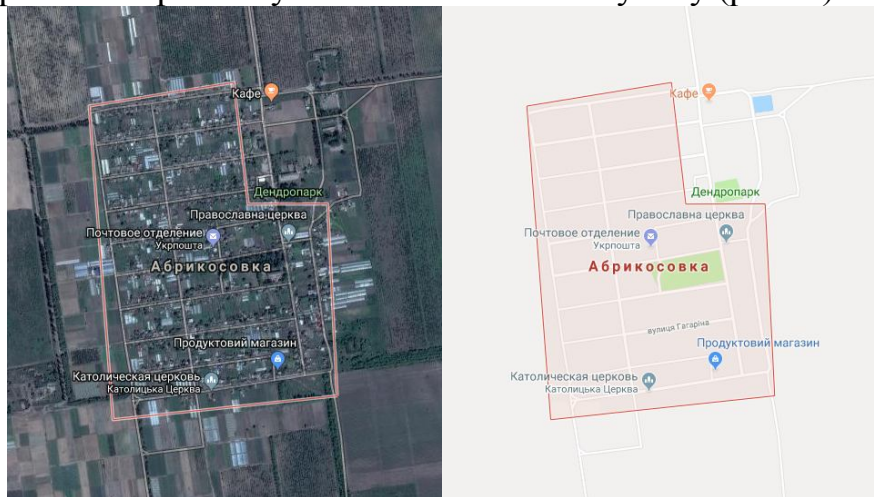 Кафе
Дендропарк
Православна церква
Почтовое отделение
Укрпошта
Абрикосовка
Продуктовий магазин
Католическая церковь
Католицька Церква
Кафе
Дендропарк
Православна церква
Почтовое отделение
Укрпошта
Абрикосовка
вулиця Гагаріна
Продуктовий магазин
Католическая церковь
Католицька Церква